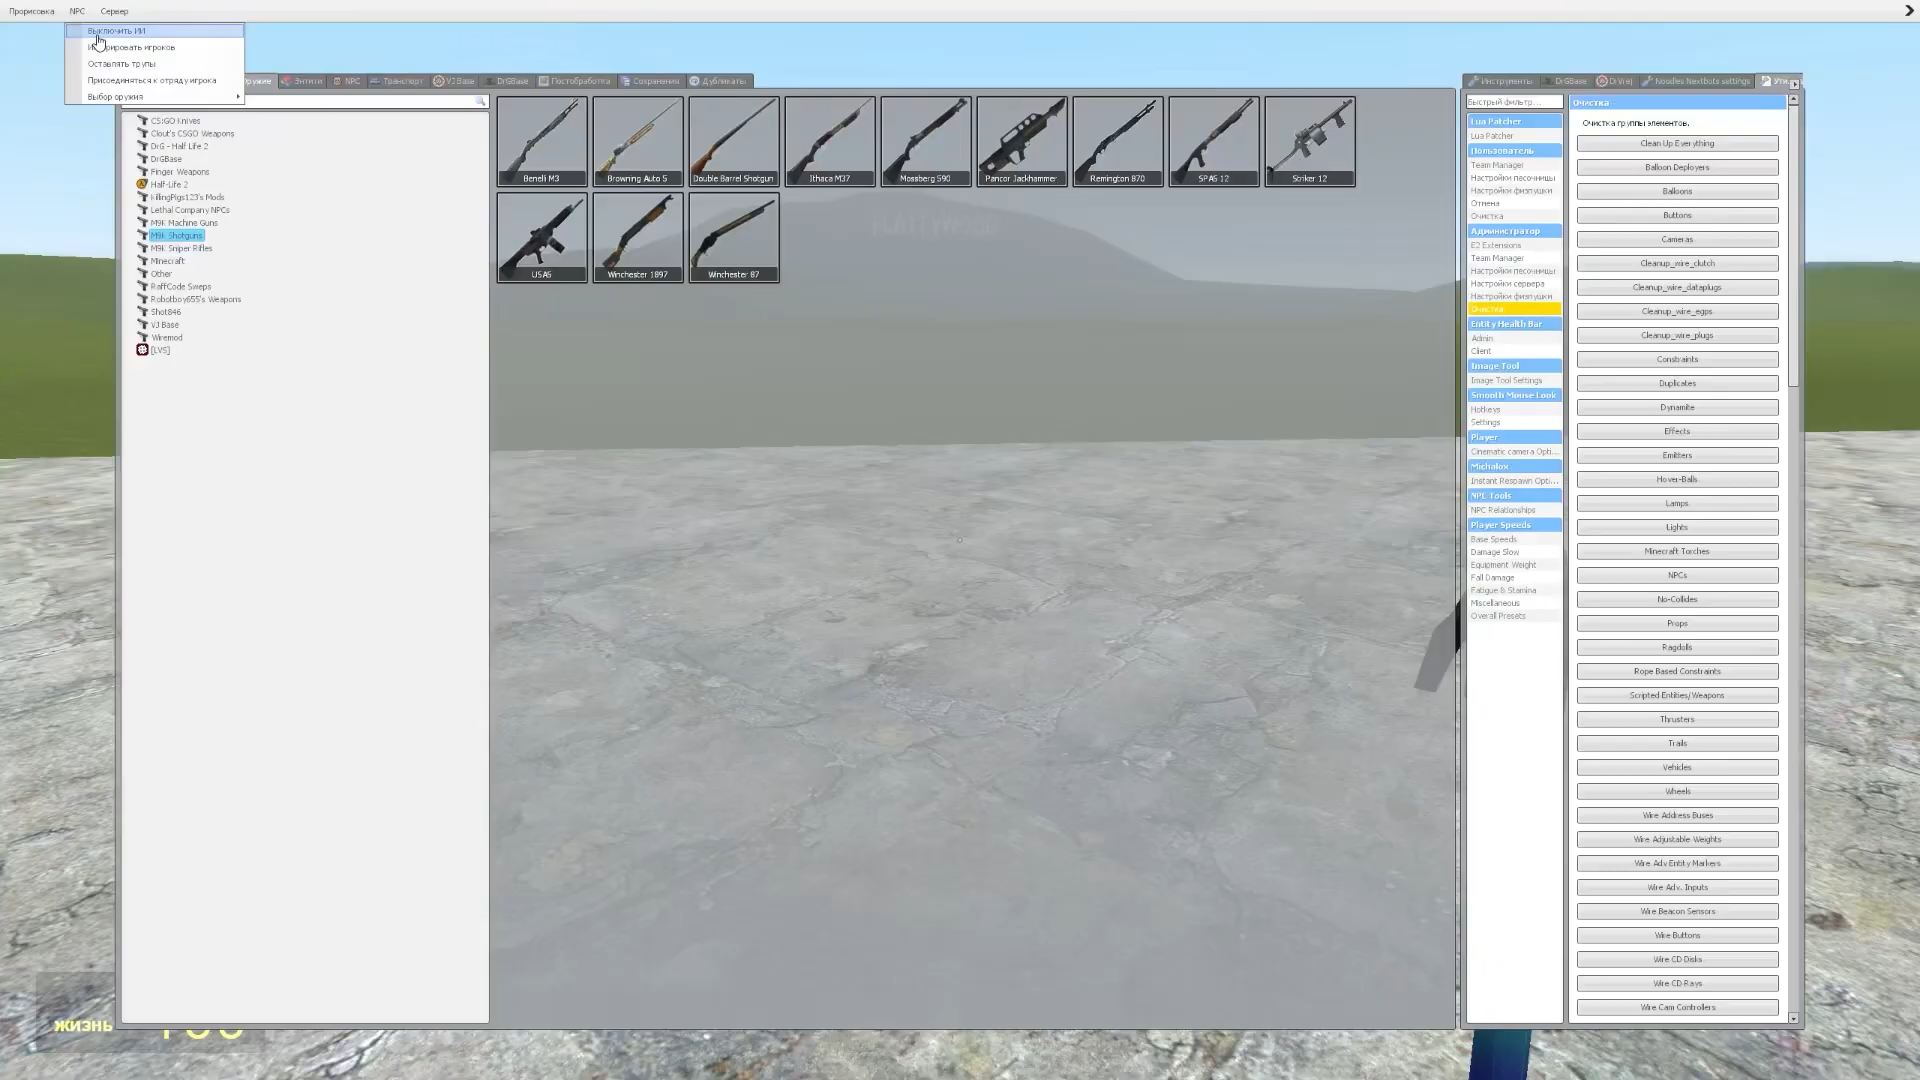 Прорисовка NPC Сервер
Выключить ИИ
Игнорировать игроков
Оставлять трупы
Присоединяться к отряду игрока
Выбор оружия
Энтити NPC Транспорт VJ Base DrGBase Постобработка Сохранения Дубликаты
CS:GO Knives
Clout's CSGO Weapons
DrG - Half Life 2
DrGBase
Finger Weapons
Half-Life 2
KillingPigs123's Mods
Lethal Company NPCs
M9K Machine Guns
M9K Shotguns
M9K Sniper Rifles
Minecraft
Other
RaffCode Sweps
Robotboy655's Weapons
Shot846
VJ Base
Wiremod
[LVS]
Benelli M3
Browning Auto 5
Double Barrel Shotgun
Ithaca M37
Mossberg 590
Pancor Jackhammer
Remington 870
SPAS 12
Striker 12
USAS
Winchester 1897
Winchester 87
Инструменты DrGBase DrVrej Noodles Nextbots settings
Быстрый фильтр...
Lua Patcher
Lua Patcher
Пользователь
Team Manager
Настройки песочницы
Настройки физпушки
Отмена
Очистка
Администратор
E2 Extensions
Team Manager
Настройки песочницы
Настройки сервера
Настройки физпушки
Очистка
Entity Health Bar
Admin
Client
Image Tool
Image Tool Settings
Smooth Mouse Look
Hotkeys
Settings
Player
Cinematic camera Opti...
Michalox
Instant Respawn Opti...
NPC Tools
NPC Relationships
Player Speeds
Base Speeds
Damage Slow
Equipment Weight
Fall Damage
Fatigue & Stamina
Miscellaneous
Overall Presets
Очистка
Очистка группы элементов.
Clean Up Everything
Balloon Deployers
Balloons
Buttons
Cameras
Cleanup_wire_clutch
Cleanup_wire_dataplugs
Cleanup_wire_egps
Cleanup_wire_plugs
Constraints
Duplicates
Dynamite
Effects
Emitters
Hover-Balls
Lamps
Lights
Minecraft Torches
NPCs
No-Collides
Props
Ragdolls
Rope Based Constraints
Scripted Entities/Weapons
Thrusters
Trails
Vehicles
Wheels
Wire Address Buses
Wire Adjustable Weights
Wire Adv Entity Markers
Wire Adv. Inputs
Wire Beacon Sensors
Wire Buttons
Wire CD Disks
Wire CD Rays
Wire Cam Controllers
жизнь